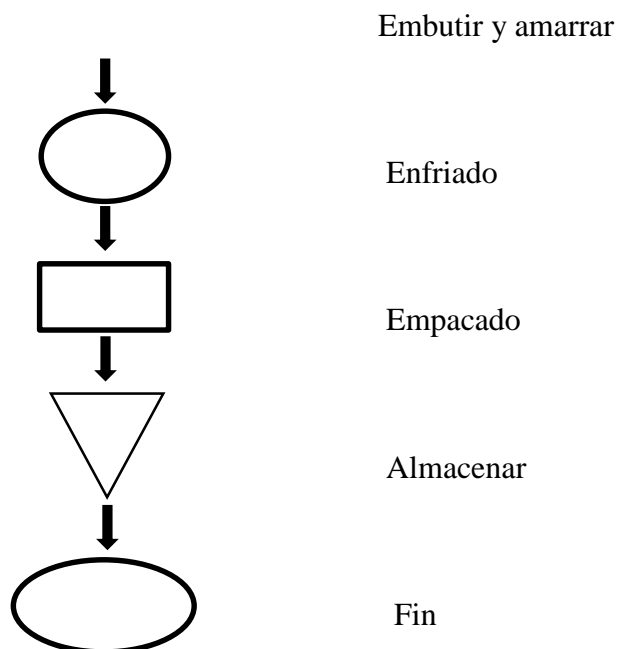 Embutir y amarrar
Enfriado
Empacado
Almacenar
Fin